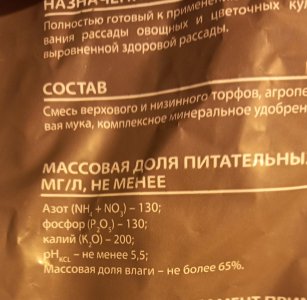 НАЗНАЧЕН
Полностью готовый к применен
вания рассады овощных и цветочных кул
выровненной здоровой рассады.
СОСТАВ
Смесь верхового и низинного торфов, агропе
вая мука, комплексное минеральное удобрен
МАССОВАЯ ДОЛЯ ПИТАТЕЛЬНЫ
МГ/Л, НЕ МЕНЕЕ
Азот (NH₄ + NO₃) – 130;
фосфор (P₂O₅) – 130;
калий (K₂O) – 200;
pHKCL – не менее 5,5;
Массовая доля влаги – не более 65%.